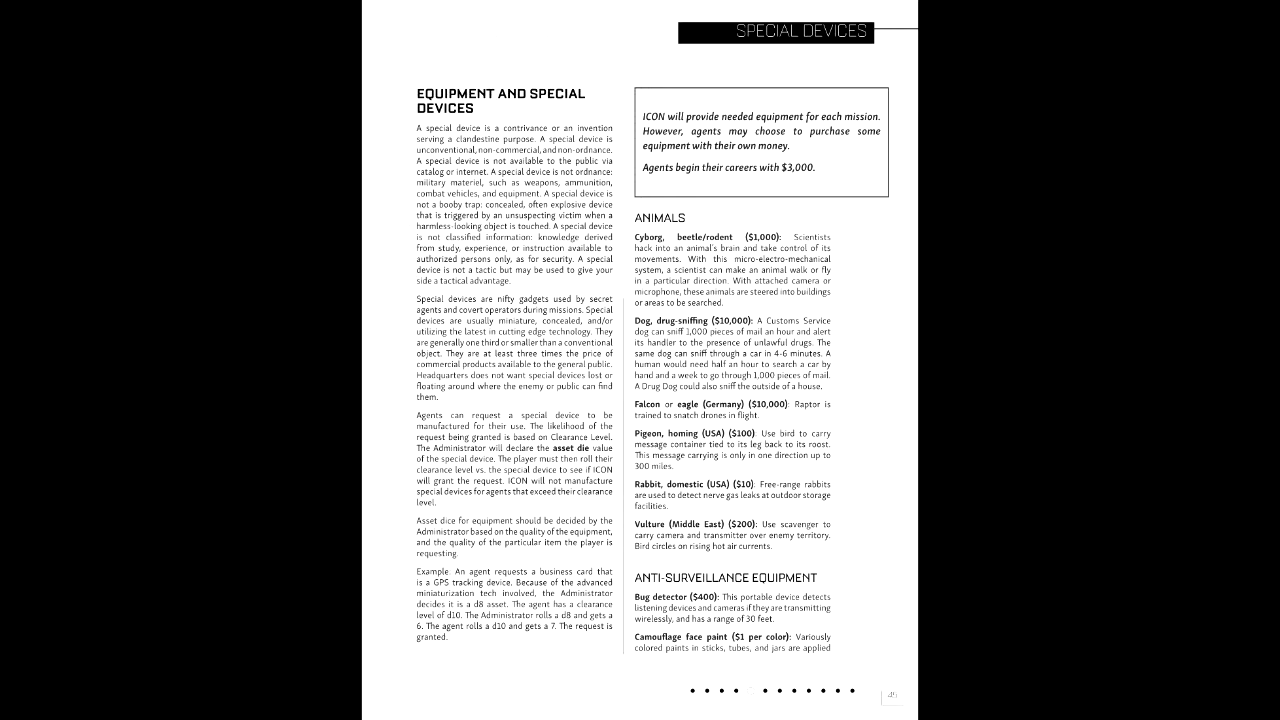 SPECIAL DEVICES
EQUIPMENT AND SPECIAL
DEVICES
A special device is a contrivance or an invention
serving a clandestine purpose. A special device is
unconventional, non-commercial, and non-ordnance.
A special device is not available to the public via
catalog or internet. A special device is not ordnance:
military materiel, such as weapons, ammunition,
combat vehicles, and equipment. A special device is
not a booby trap: concealed, often explosive device
that is triggered by an unsuspecting victim when a
harmless-looking object is touched. A special device
is not classified information: knowledge derived
from study, experience, or instruction available to
authorized persons only, as for security. A special
device is not a tactic but may be used to give your
side a tactical advantage.
Special devices are nifty gadgets used by secret
agents and covert operators during missions. Special
devices are usually miniature, concealed, and/or
utilizing the latest in cutting edge technology. They
are generally one third or smaller than a conventional
object. They are at least three times the price of
commercial products available to the general public.
Headquarters does not want special devices lost or
floating around where the enemy or public can find
them.
Agents can request a special device to be
manufactured for their use. The likelihood of the
request being granted is based on Clearance Level.
The Administrator will declare the asset die value
of the special device. The player must then roll their
clearance level vs. the special device to see if ICON
will grant the request. ICON will not manufacture
special devices for agents that exceed their clearance
level.
Asset dice for equipment should be decided by the
Administrator based on the quality of the equipment,
and the quality of the particular item the player is
requesting.
Example: An agent requests a business card that
is a GPS tracking device. Because of the advanced
miniaturization tech involved, the Administrator
decides it is a d8 asset. The agent has a clearance
level of d10. The Administrator rolls a d8 and gets a
6. The agent rolls a d10 and gets a 7. The request is
granted.
ICON will provide needed equipment for each mission.
However, agents may choose to purchase some
equipment with their own money.
Agents begin their careers with $3,000.
ANIMALS
Cyborg, beetle/rodent ($1,000): Scientists
hack into an animal's brain and take control of its
movements. With this micro-electro-mechanical
system, a scientist can make an animal walk or fly
in a particular direction. With attached camera or
microphone, these animals are steered into buildings
or areas to be searched.
Dog, drug-sniffing ($10,000): A Customs Service
dog can sniff 1,000 pieces of mail an hour and alert
its handler to the presence of unlawful drugs. The
same dog can sniff through a car in 4-6 minutes. A
human would need half an hour to search a car by
hand and a week to go through 1,000 pieces of mail.
A Drug Dog could also sniff the outside of a house.
Falcon or eagle (Germany) ($10,000): Raptor is
trained to snatch drones in flight.
Pigeon, homing (USA) ($100): Use bird to carry
message container tied to its leg back to its roost.
This message carrying is only in one direction up to
300 miles.
Rabbit, domestic (USA) ($10): Free-range rabbits
are used to detect nerve gas leaks at outdoor storage
facilities.
Vulture (Middle East) ($200): Use scavenger to
carry camera and transmitter over enemy territory.
Bird circles on rising hot air currents.
ANTI-SURVEILLANCE EQUIPMENT
Bug detector ($400): This portable device detects
listening devices and cameras if they are transmitting
wirelessly, and has a range of 30 feet.
Camouflage face paint ($1 per color): Variously
colored paints in sticks, tubes, and jars are applied